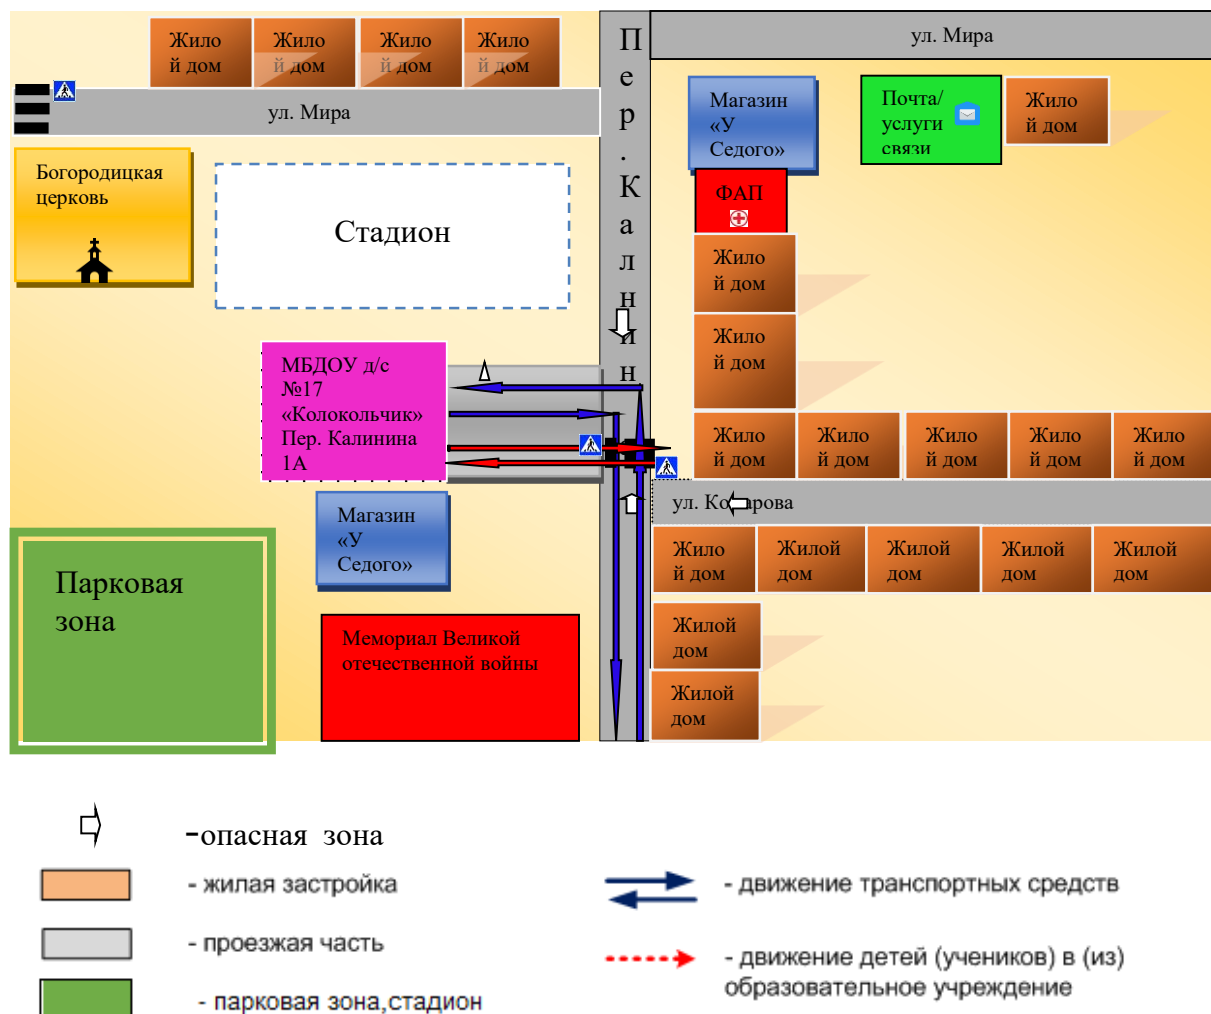 Жило
й дом
Жило
й дом
Жило
й дом
Жило
й дом
ул. Мира
П
е
р
.
К
а
л
н
и
н
ул. Мира
Магазин
«У
Седого»
Почта/
услуги
связи
Жило
й дом
Богородицкая
церковь
Стадион
ФАП
Жило
й дом
Жило
й дом
МБДОУ д/с
№17
«Колокольчик»
Пер. Калинина
1А
Жило
й дом
Жило
й дом
Жило
й дом
Жило
й дом
Жило
й дом
ул. Комарова
Магазин
«У
Седого»
Жило
й дом
Жилой
дом
Жилой
дом
Жилой
дом
Жилой
дом
Парковая
зона
Мемориал Великой
отечественной войны
Жилой
дом
Жилой
дом
-опасная зона
- жилая застройка
- проезжая часть
- парковая зона,стадион
- движение транспортных средств
- движение детей (учеников) в (из)
образовательное учреждение